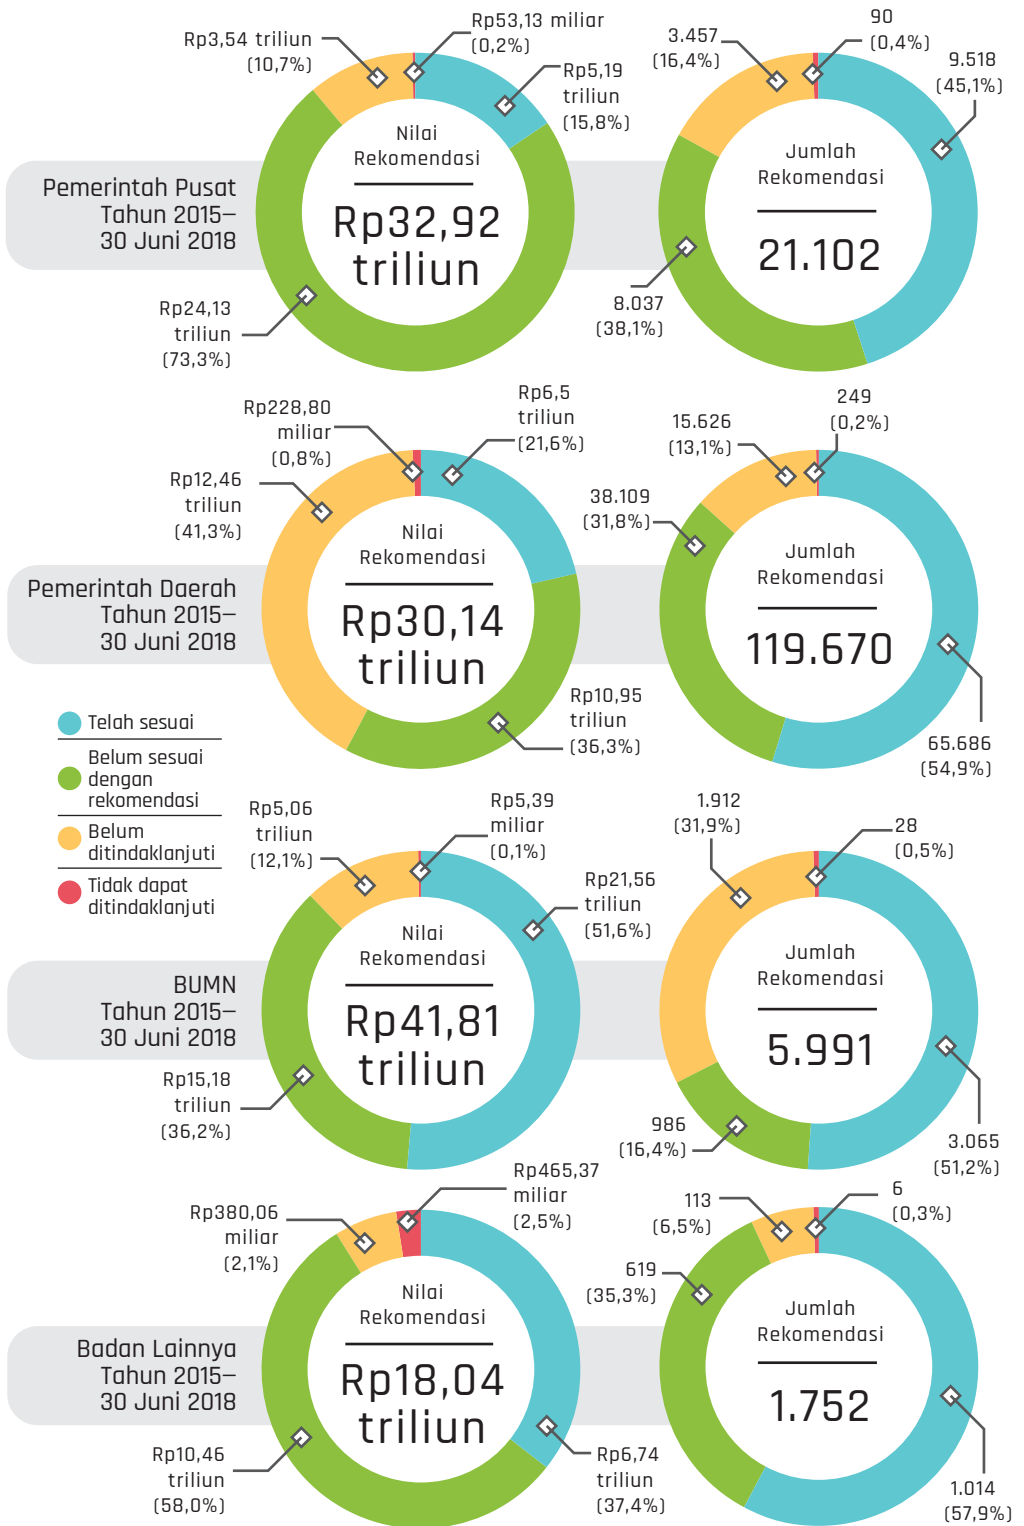 Rp3,54 triliun
(10,7%)
Rp53,13 miliar
(0,2%)
Rp5,19
triliun
(15,8%)
Nilai
Rekomendasi
Rp32,92
triliun
Rp24,13
triliun
(73,3%)
Pemerintah Pusat
Tahun 2015–
30 Juni 2018
3.457
(16,4%)
90
(0,4%)
9.518
(45,1%)
Jumlah
Rekomendasi
21.102
8.037
(38,1%)
Rp228,80
miliar
(0,8%)
Rp6,5
triliun
(21,6%)
Rp12,46
triliun
(41,3%)
Nilai
Rekomendasi
Rp30,14
triliun
Rp10,95
triliun
(36,3%)
Pemerintah Daerah
Tahun 2015–
30 Juni 2018
15.626
(13,1%)
249
(0,2%)
38.109
(31,8%)
Jumlah
Rekomendasi
119.670
65.686
(54,9%)
Telah sesuai
Belum sesuai
dengan
rekomendasi
Belum
ditindaklanjuti
Tidak dapat
ditindaklanjuti
Rp5,06
triliun
(12,1%)
Rp5,39
miliar
(0,1%)
Rp21,56
triliun
(51,6%)
Nilai
Rekomendasi
Rp41,81
triliun
BUMN
Tahun 2015–
30 Juni 2018
Rp15,18
triliun
(36,2%)
1.912
(31,9%)
28
(0,5%)
Jumlah
Rekomendasi
5.991
986
(16,4%)
3.065
(51,2%)
Rp380,06
miliar
(2,1%)
Rp465,37
miliar
(2,5%)
Nilai
Rekomendasi
Rp18,04
triliun
Badan Lainnya
Tahun 2015–
30 Juni 2018
Rp10,46
triliun
(58,0%)
Rp6,74
triliun
(37,4%)
113
(6,5%)
6
(0,3%)
619
(35,3%)
Jumlah
Rekomendasi
1.752
1.014
(57,9%)